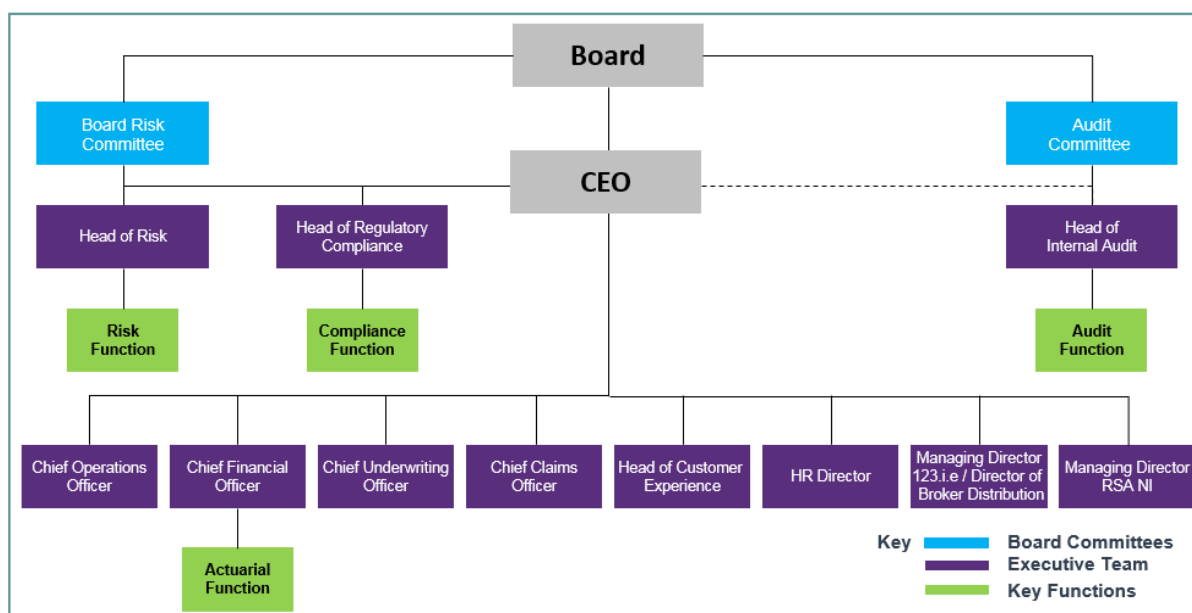 Board
Board Risk
Committee
Audit
Committee
CEO
Head of Risk
Head of Regulatory
Compliance
Head of
Internal Audit
Risk
Function
Compliance
Function
Audit
Function
Chief Operations
Officer
Chief Financial
Officer
Chief Underwriting
Officer
Chief Claims
Officer
Head of Customer
Experience
HR Director
Managing Director
123.i.e / Director of
Broker Distribution
Managing Director
RSA NI
Actuarial
Function
Key
Board Committees
Executive Team
Key Functions